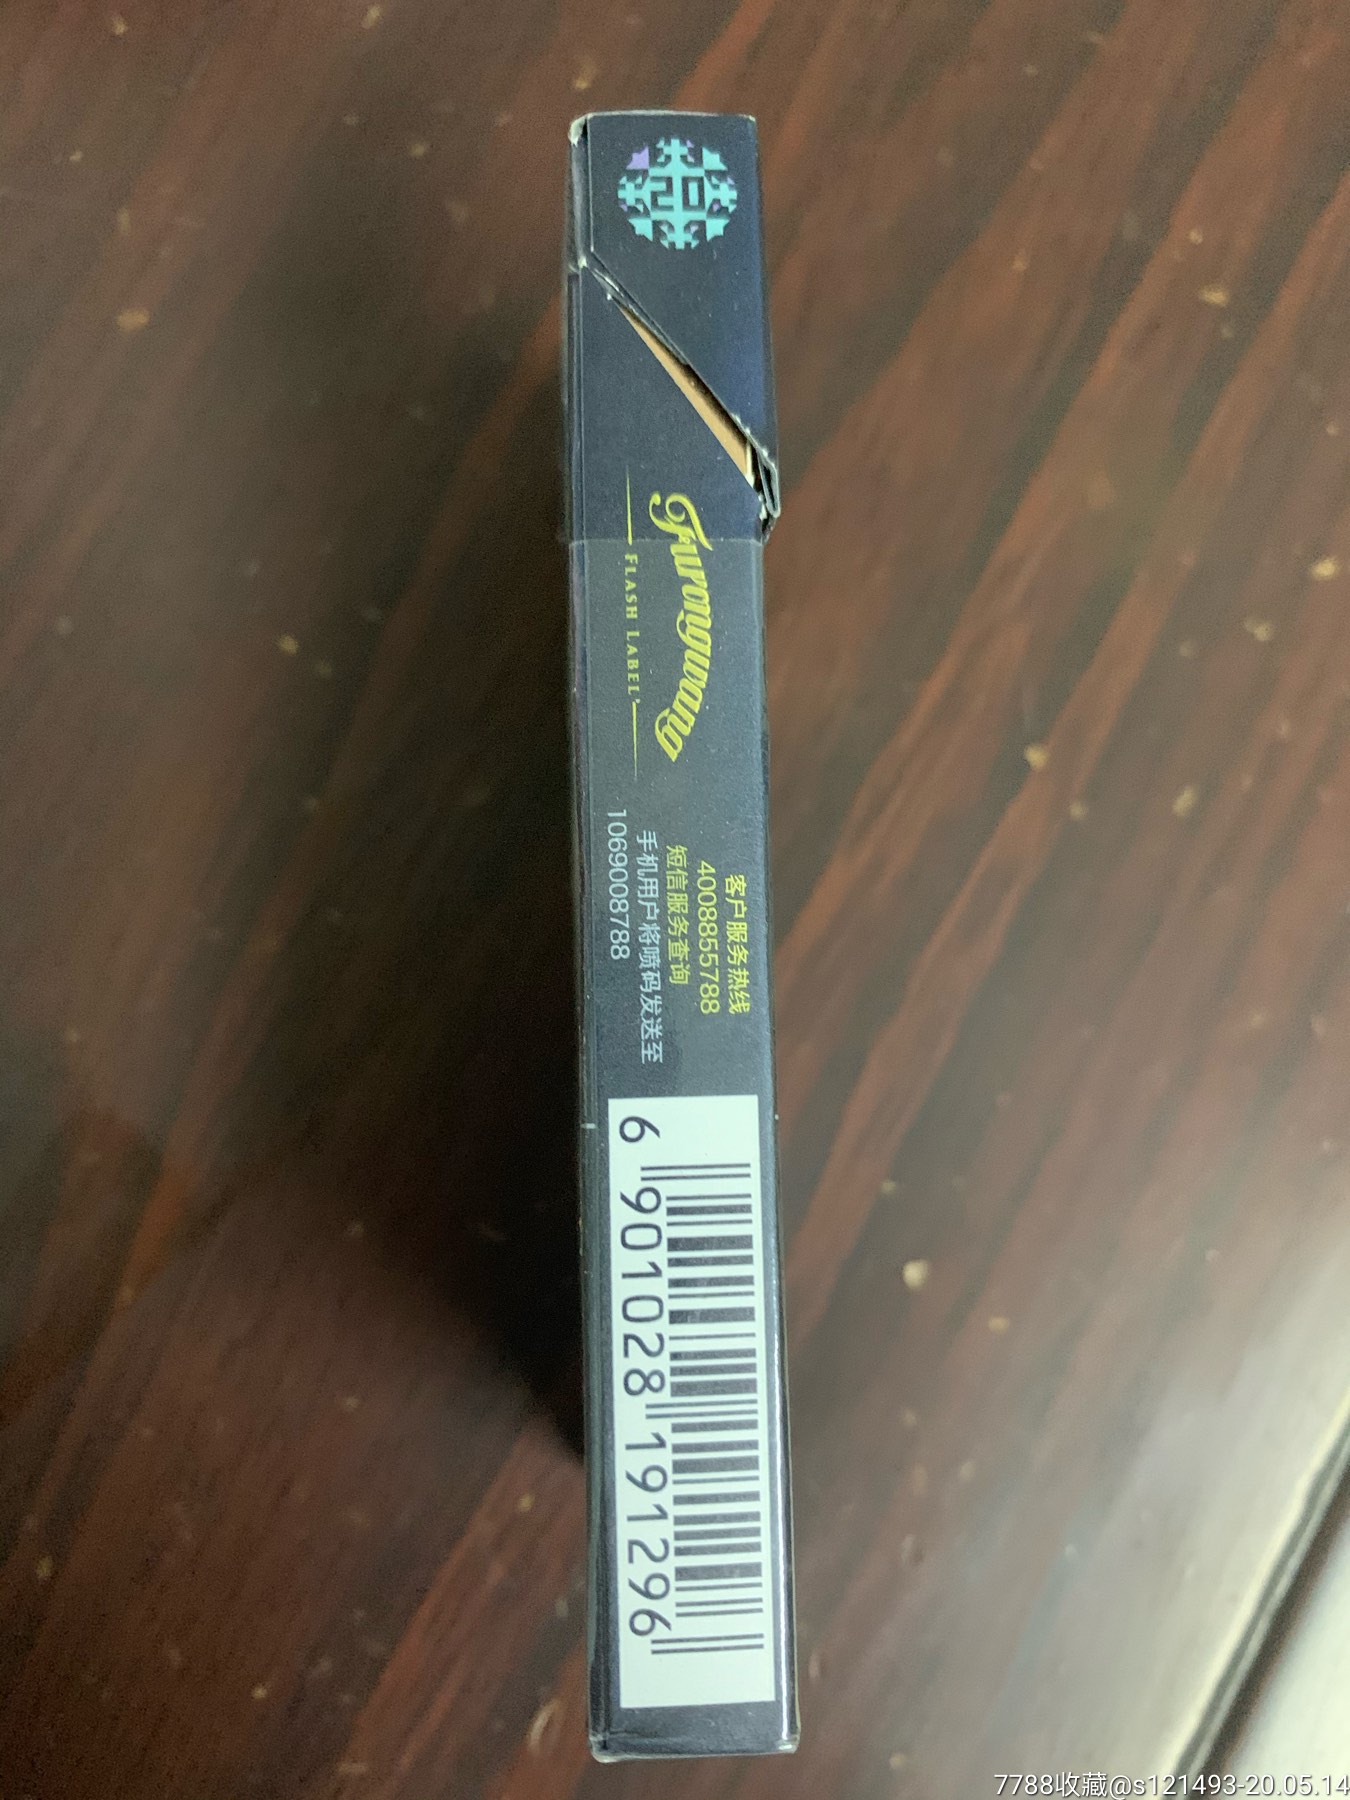 Furongwang
FLASH LABEL
客户服务热线
4008855788
短信服务查询
手机用户将喷码发送至
1069008788
6 901028 191296
7788收藏@s121493-20.05.14